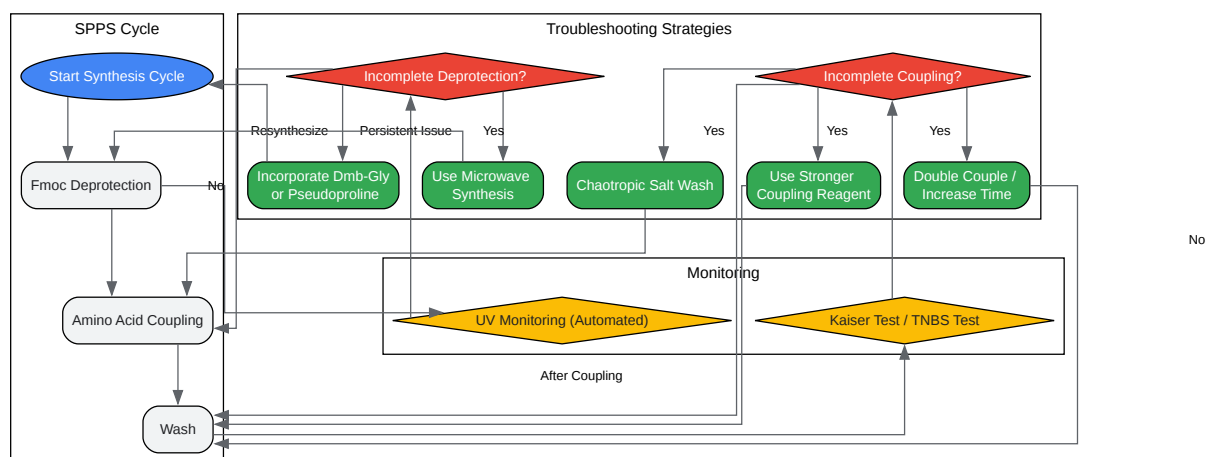 SPPS Cycle
Troubleshooting Strategies
Start Synthesis Cycle
Incomplete Deprotection?
Incomplete Coupling?
Resynthesize
Persistent Issue
Yes
Yes
Yes
Yes
Fmoc Deprotection
No
Incorporate Dmb-Gly
or Pseudoproline
Use Microwave
Synthesis
Chaotropic Salt Wash
Use Stronger
Coupling Reagent
Double Couple /
Increase Time
No
Monitoring
Amino Acid Coupling
UV Monitoring (Automated)
Kaiser Test / TNBS Test
After Coupling
Wash